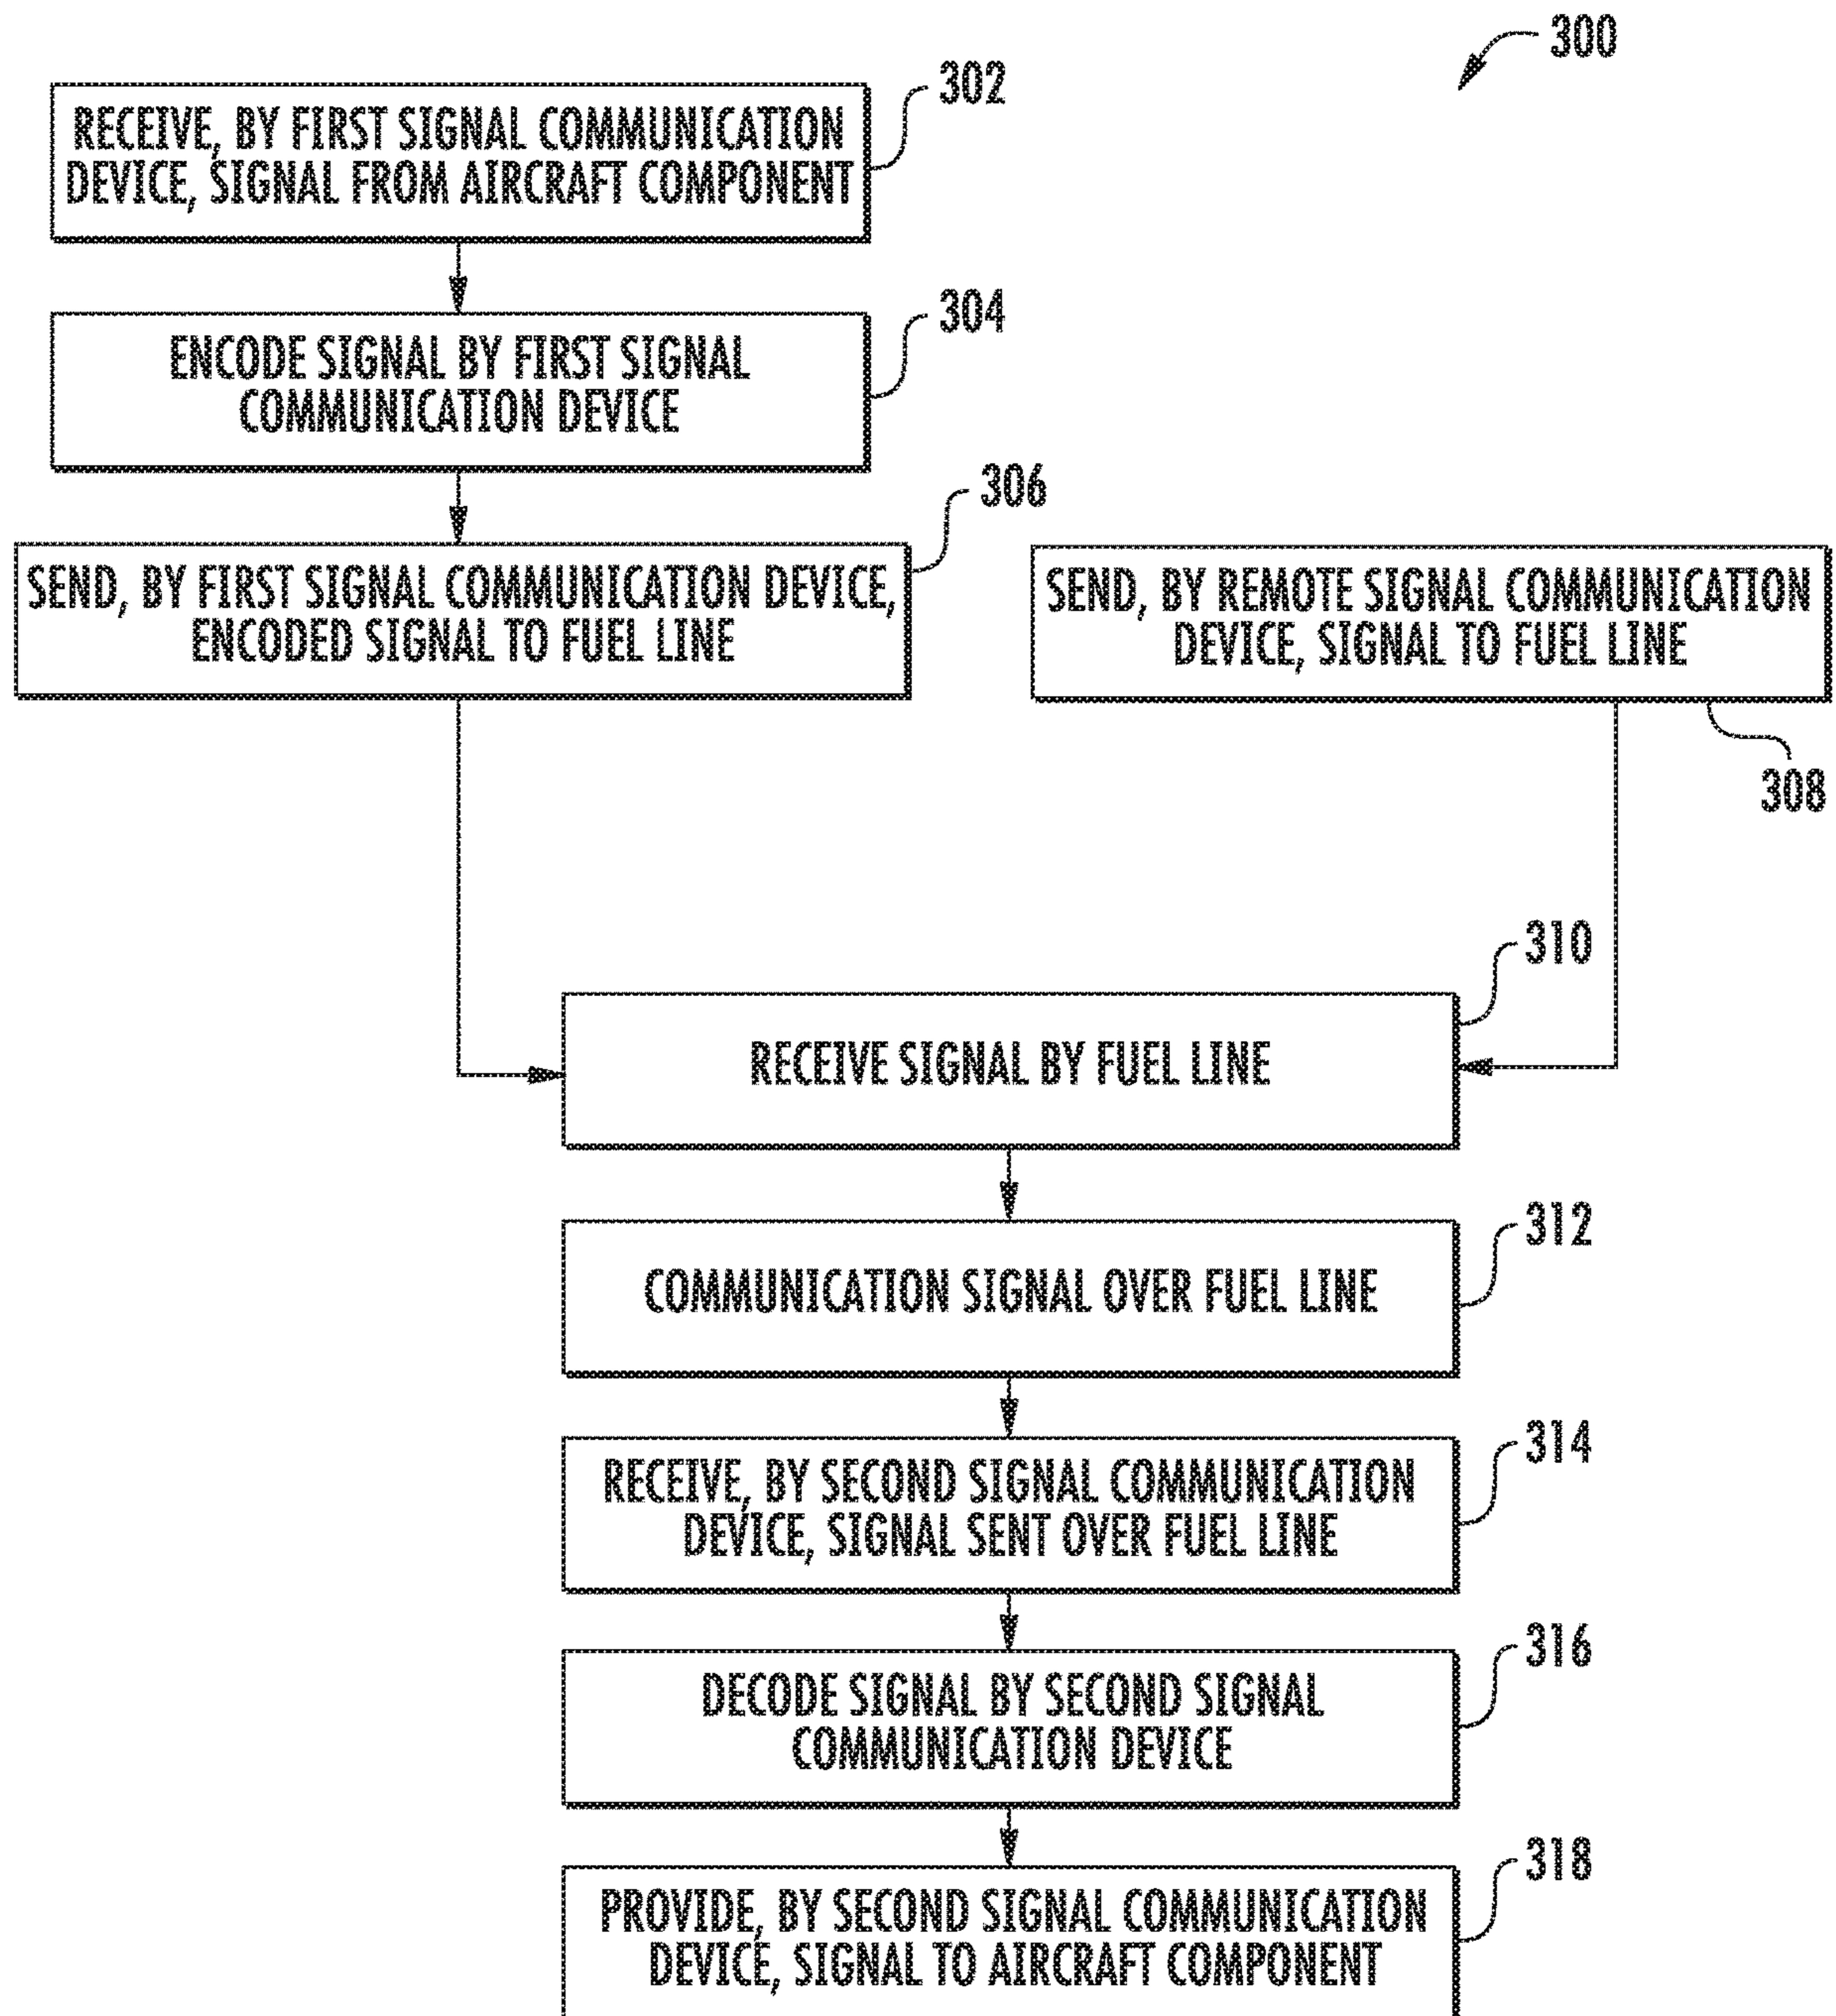 300
302
RECEIVE, BY FIRST SIGNAL COMMUNICATION
DEVICE, SIGNAL FROM AIRCRAFT COMPONENT
304
ENCODE SIGNAL BY FIRST SIGNAL
COMMUNICATION DEVICE
306
SEND, BY FIRST SIGNAL COMMUNICATION DEVICE,
ENCODED SIGNAL TO FUEL LINE
SEND, BY REMOTE SIGNAL COMMUNICATION
DEVICE, SIGNAL TO FUEL LINE
308
310
RECEIVE SIGNAL BY FUEL LINE
312
COMMUNICATION SIGNAL OVER FUEL LINE
314
RECEIVE, BY SECOND SIGNAL COMMUNICATION
DEVICE, SIGNAL SENT OVER FUEL LINE
316
DECODE SIGNAL BY SECOND SIGNAL
COMMUNICATION DEVICE
318
PROVIDE, BY SECOND SIGNAL COMMUNICATION
DEVICE, SIGNAL TO AIRCRAFT COMPONENT